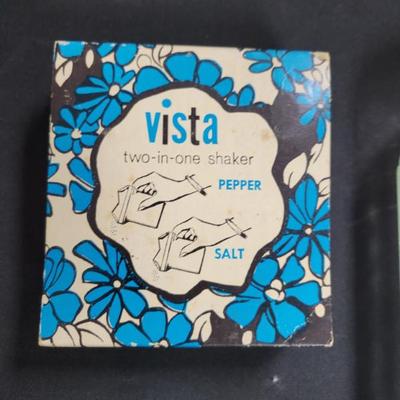 vista
two-in-one shaker
PEPPER
SALT